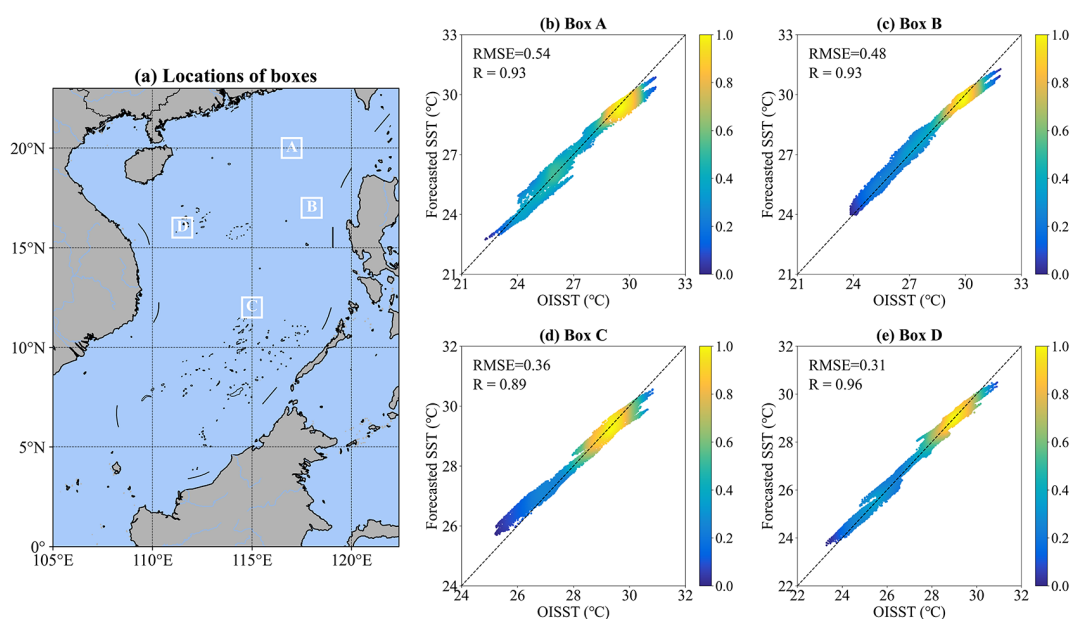 (a) Locations of boxes
20°N
15°N
10°N
5°N
0°
105°E
110°E
115°E
120°E
A
B
D
C
(b) Box A
RMSE=0.54
R = 0.93
33
30
27
24
21
21
24
27
30
33
Forecasted SST (℃)
OISST (℃)
1.0
0.8
0.6
0.4
0.2
0.0
(c) Box B
RMSE=0.48
R = 0.93
33
30
27
24
21
21
24
27
30
33
Forecasted SST (℃)
OISST (℃)
1.0
0.8
0.6
0.4
0.2
0.0
(d) Box C
RMSE=0.36
R = 0.89
32
30
28
26
24
24
26
28
30
32
Forecasted SST (℃)
OISST (℃)
1.0
0.8
0.6
0.4
0.2
0.0
(e) Box D
RMSE=0.31
R = 0.96
32
30
28
26
24
22
22
24
26
28
30
32
Forecasted SST (℃)
OISST (℃)
1.0
0.8
0.6
0.4
0.2
0.0